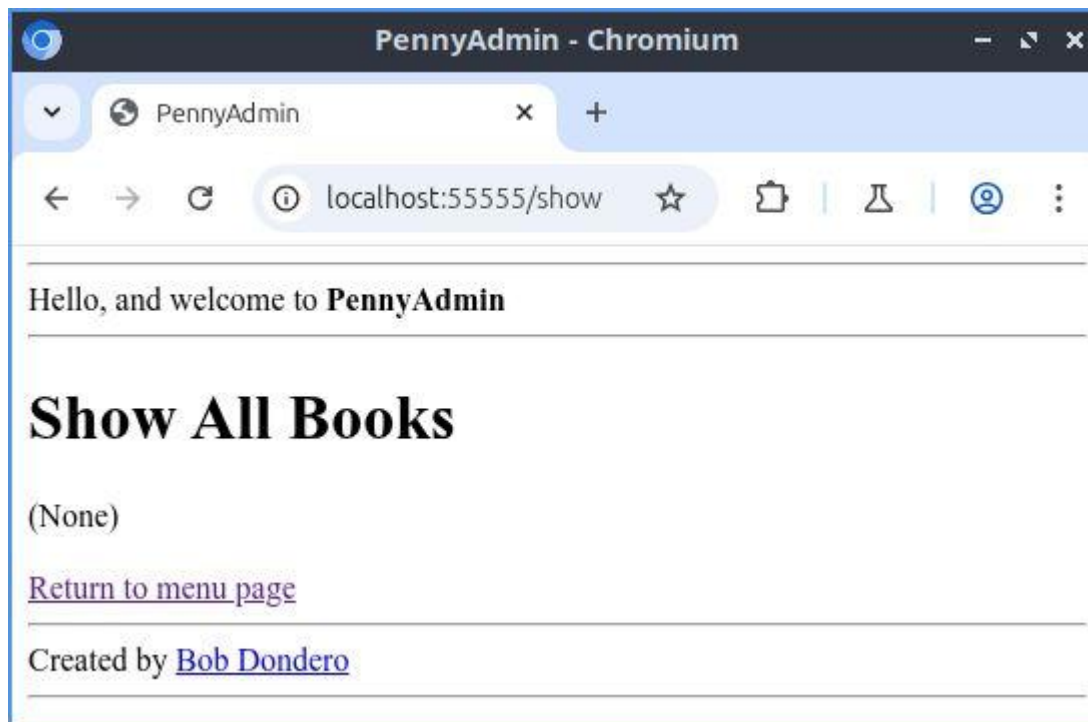 PennyAdmin - Chromium
PennyAdmin
localhost:55555/show
Hello, and welcome to PennyAdmin
Show All Books
(None)
Return to menu page
Created by Bob Dondero